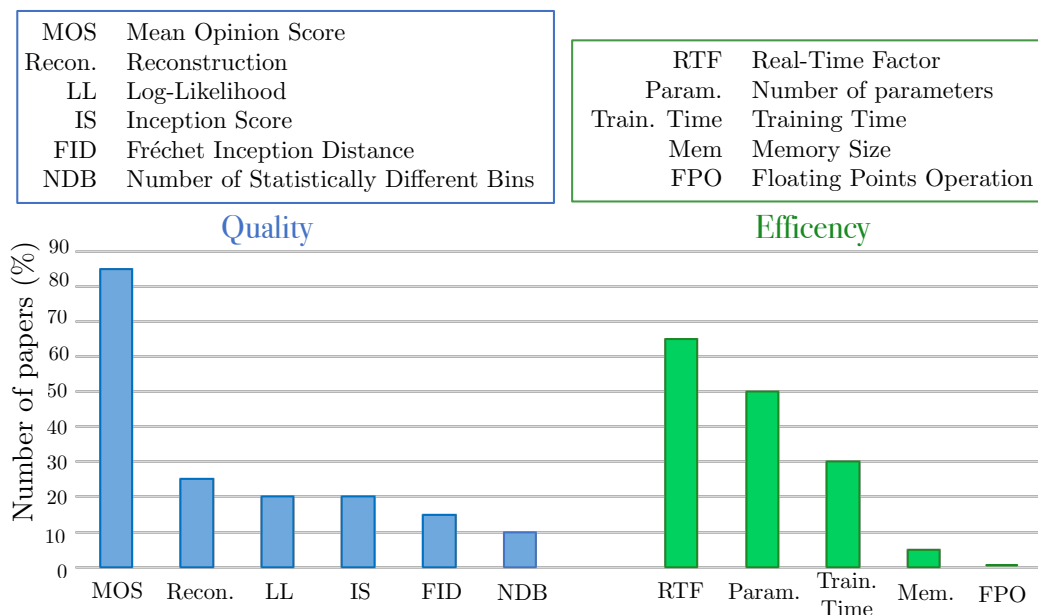 MOS Mean Opinion Score
Recon. Reconstruction
LL Log-Likelihood
IS Inception Score
FID Fréchet Inception Distance
NDB Number of Statistically Different Bins
RTF Real-Time Factor
Param. Number of parameters
Train. Time Training Time
Mem Memory Size
FPO Floating Points Operation
Quality
Efficency
Number of papers (%)
90
80
70
60
50
40
30
20
10
0
MOS Recon. LL IS FID NDB RTF Param. Train. Time Mem. FPO